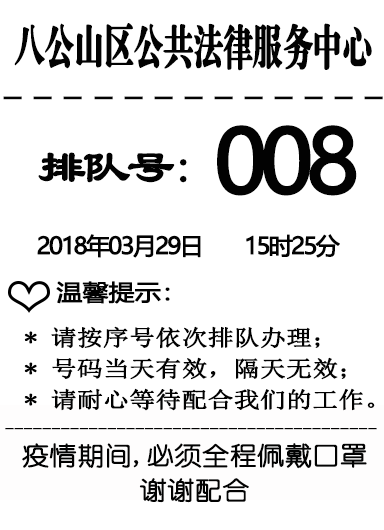 八公山区公共法律服务中心
排队号：008
2018年03月29日 15时25分
温馨提示：
* 请按序号依次排队办理；
* 号码当天有效，隔天无效；
* 请耐心等待配合我们的工作。
疫情期间,必须全程佩戴口罩
谢谢配合